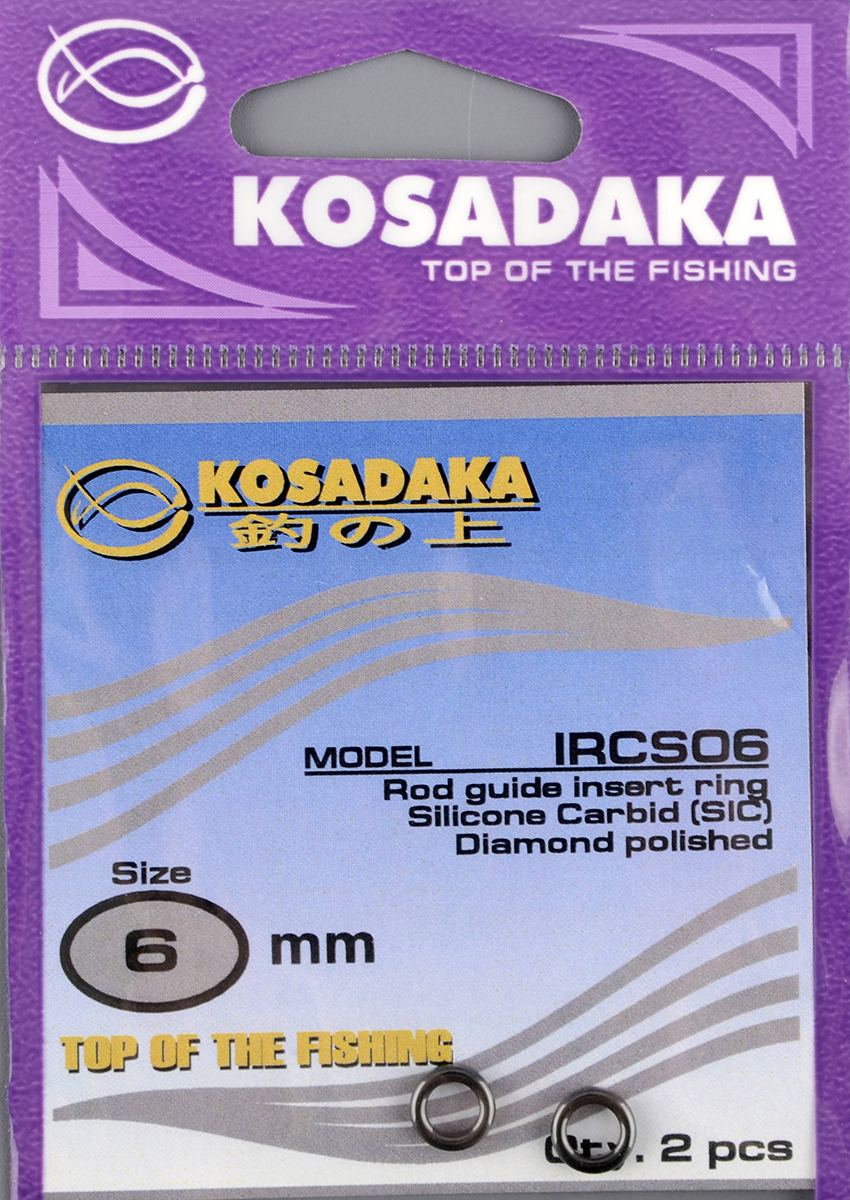 KOSADAKA
TOP OF THE FISHING
KOSADAKA
釣の上
MODEL IRCS06
Rod guide insert ring
Silicone Carbid (SIC)
Diamond polished
Size
6 mm
TOP OF THE FISHING
Qty. 2 pcs